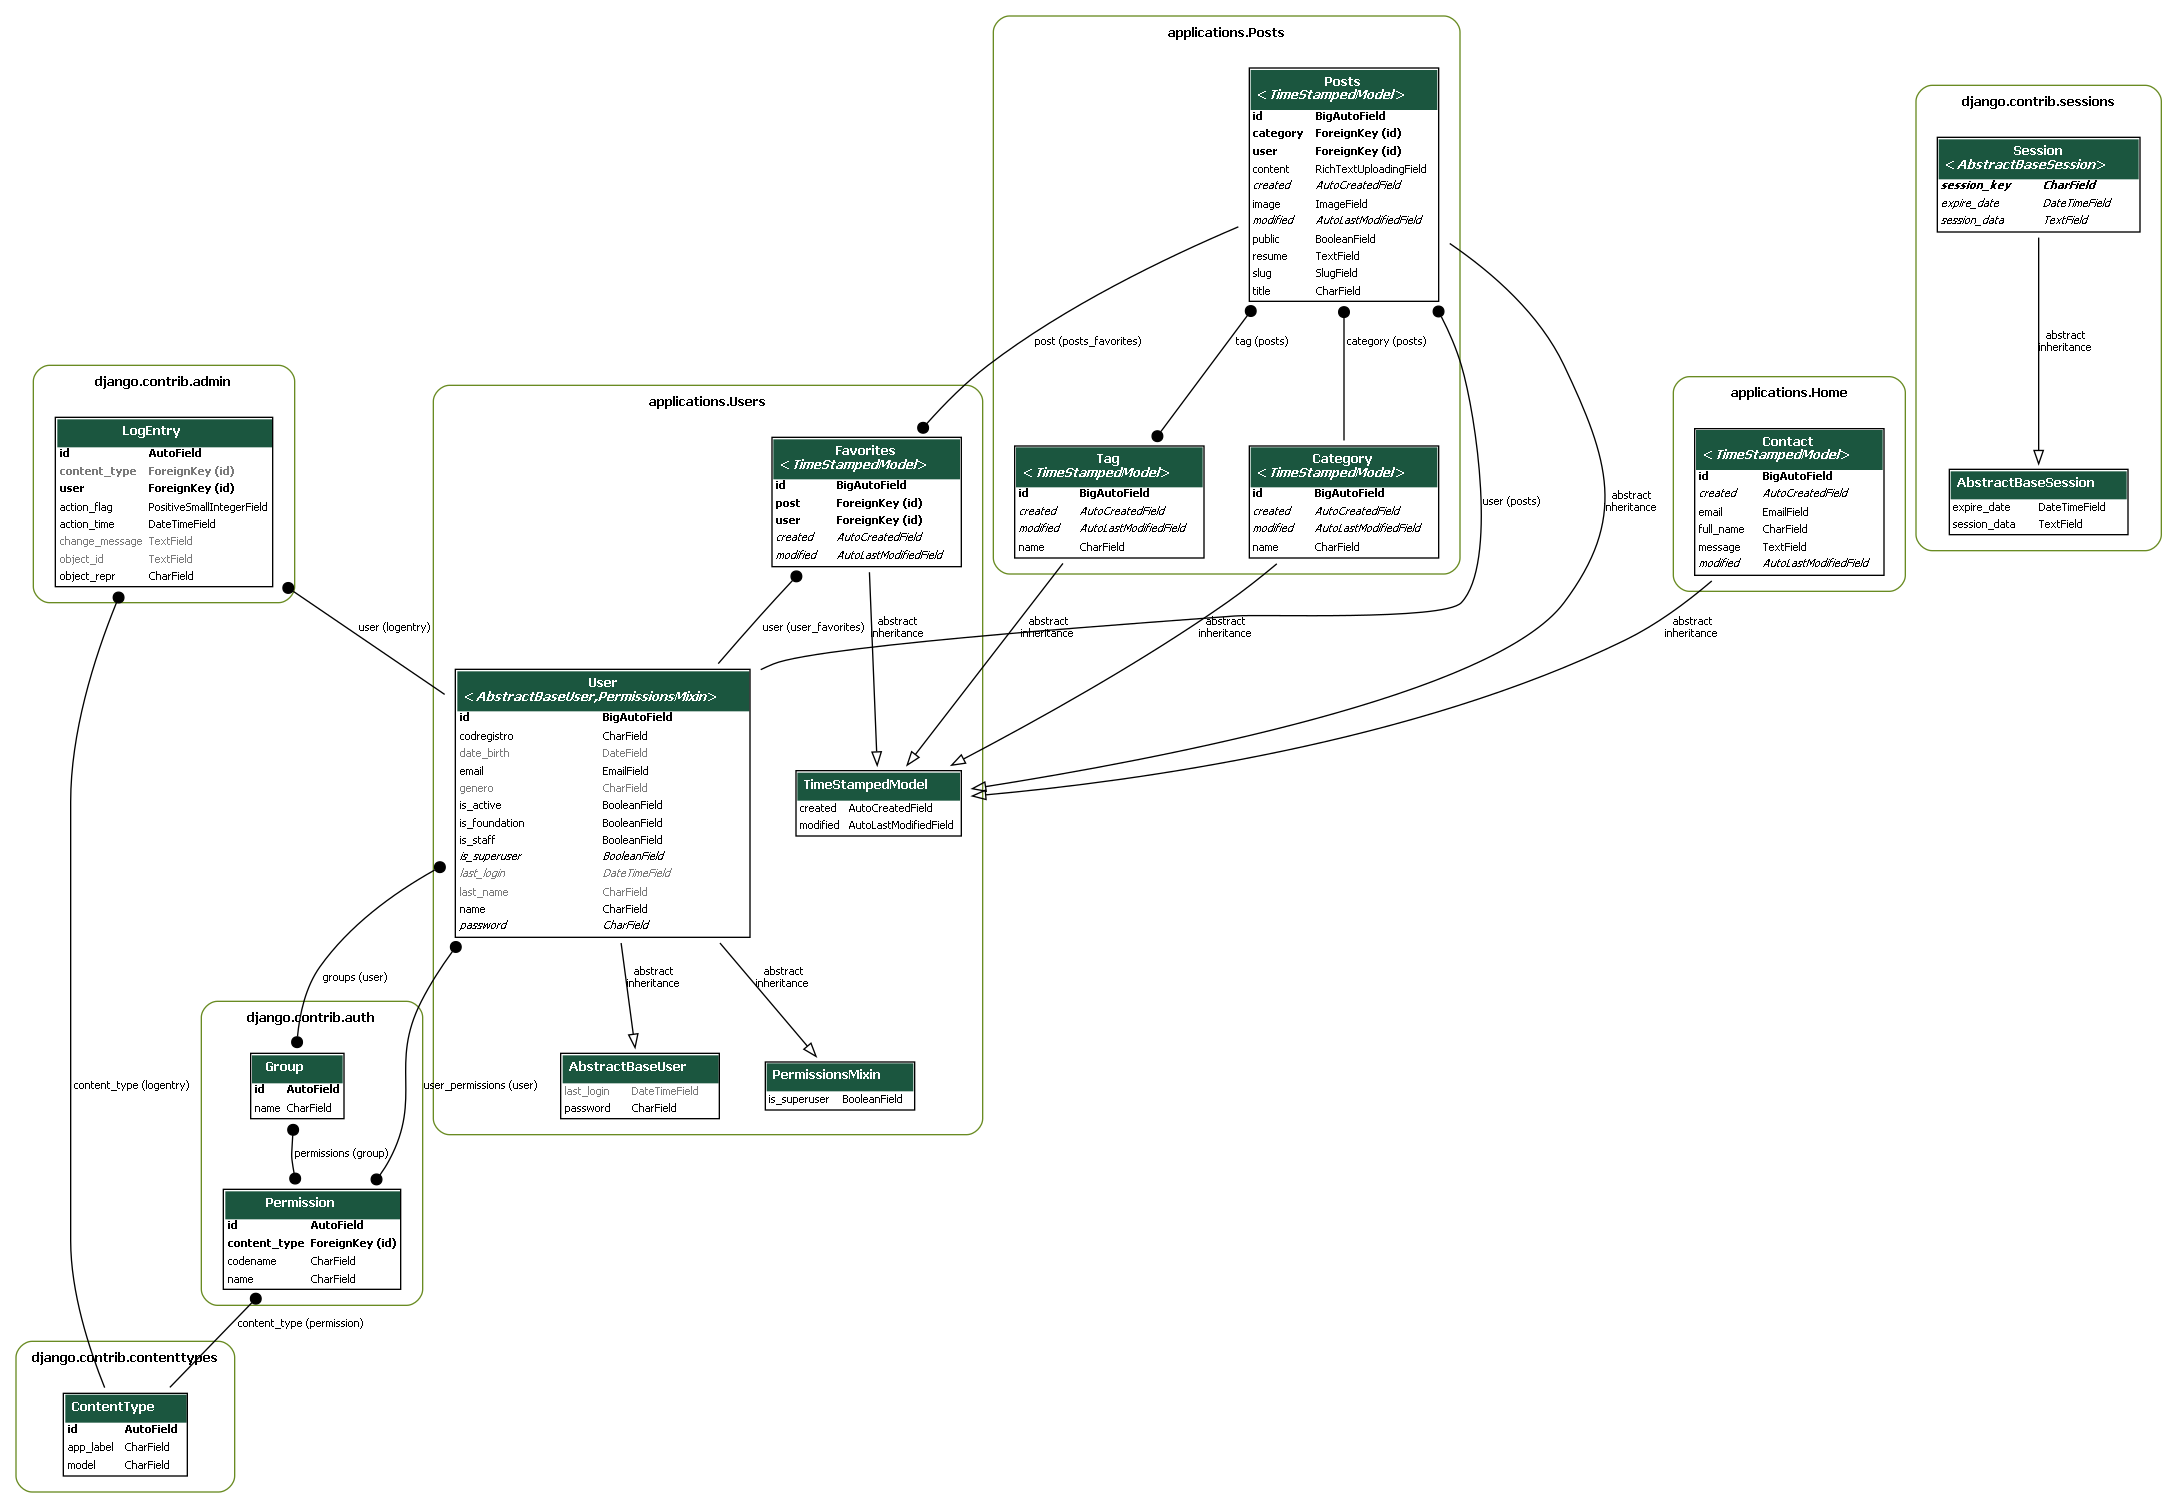 applications.Posts
Posts
<TimeStampedModel>
id BigAutoField
category ForeignKey (id)
user ForeignKey (id)
content RichTextUploadingField
created AutoCreatedField
image ImageField
modified AutoLastModifiedField
public BooleanField
resume TextField
slug SlugField
title CharField
django.contrib.sessions
Session
<AbstractBaseSession>
session_key CharField
expire_date DateTimeField
session_data TextField
post (posts_favorites)
tag (posts)
category (posts)
abstract
inheritance
django.contrib.admin
LogEntry
id AutoField
content_type ForeignKey (id)
user ForeignKey (id)
action_flag PositiveSmallIntegerField
action_time DateTimeField
change_message TextField
object_id TextField
object_repr CharField
applications.Users
Favorites
<TimeStampedModel>
id BigAutoField
post ForeignKey (id)
user ForeignKey (id)
created AutoCreatedField
modified AutoLastModifiedField
Tag
<TimeStampedModel>
id BigAutoField
created AutoCreatedField
modified AutoLastModifiedField
name CharField
Category
<TimeStampedModel>
id BigAutoField
created AutoCreatedField
modified AutoLastModifiedField
name CharField
user (posts)
abstract
inheritance
applications.Home
Contact
<TimeStampedModel>
id BigAutoField
created AutoCreatedField
email EmailField
full_name CharField
message TextField
modified AutoLastModifiedField
AbstractBaseSession
expire_date DateTimeField
session_data TextField
user (logentry)
user (user_favorites)
abstract
inheritance
abstract
inheritance
abstract
inheritance
abstract
inheritance
User
<AbstractBaseUser,PermissionsMixin>
id BigAutoField
codregistro CharField
date_birth DateField
email EmailField
genero CharField
is_active BooleanField
is_foundation BooleanField
is_staff BooleanField
is_superuser BooleanField
last_login DateTimeField
last_name CharField
name CharField
password CharField
TimeStampedModel
created AutoCreatedField
modified AutoLastModifiedField
groups (user)
abstract
inheritance
abstract
inheritance
django.contrib.auth
Group
id AutoField
name CharField
content_type (logentry)
user_permissions (user)
AbstractBaseUser
last_login DateTimeField
password CharField
PermissionsMixin
is_superuser BooleanField
permissions (group)
Permission
id AutoField
content_type ForeignKey (id)
codename CharField
name CharField
content_type (permission)
django.contrib.contenttypes
ContentType
id AutoField
app_label CharField
model CharField